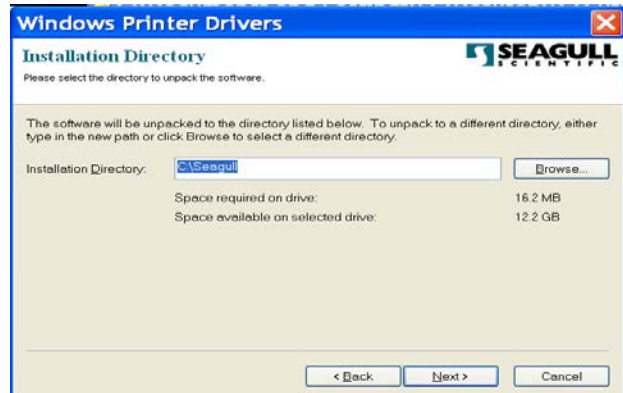 Windows Printer Drivers
Installation Directory
Please select the directory to unpack the software.
SEAGULL
SCIENTIFIC
The software will be unpacked to the directory listed below. To unpack to a different directory, either
type in the new path or click Browse to select a different directory.
Installation Directory: C:\Seagull Browse...
Space required on drive: 16.2 MB
Space available on selected drive: 12.2 GB
< Back Next > Cancel